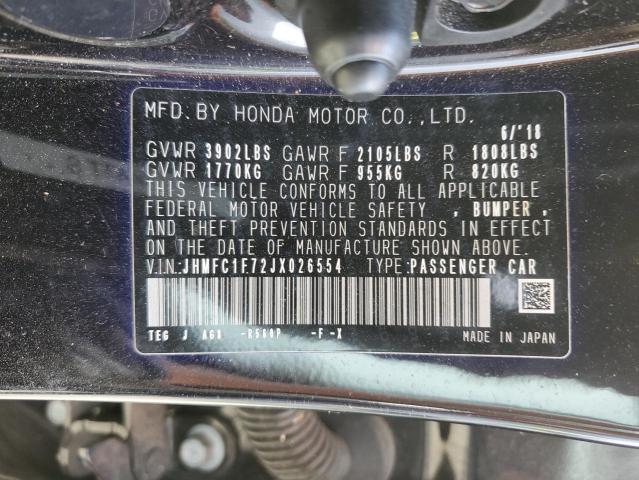 MFD.BY HONDA MOTOR CO.,LTD.
6/'18
GVWR 3902LBS GAWR F 2105LBS R 1808LBS
GVWR 1770KG GAWR F 955KG R 820KG
THIS VEHICLE CONFORMS TO ALL APPLICABLE
FEDERAL MOTOR VEHICLE SAFETY , BUMPER ,
AND THEFT PREVENTION STANDARDS IN EFFECT
ON THE DATE OF MANUFACTURE SHOWN ABOVE.
V.I.N:JHMFC1F72JX026554 TYPE:PASSENGER CAR
TEG J -F -X
MADE IN JAPAN